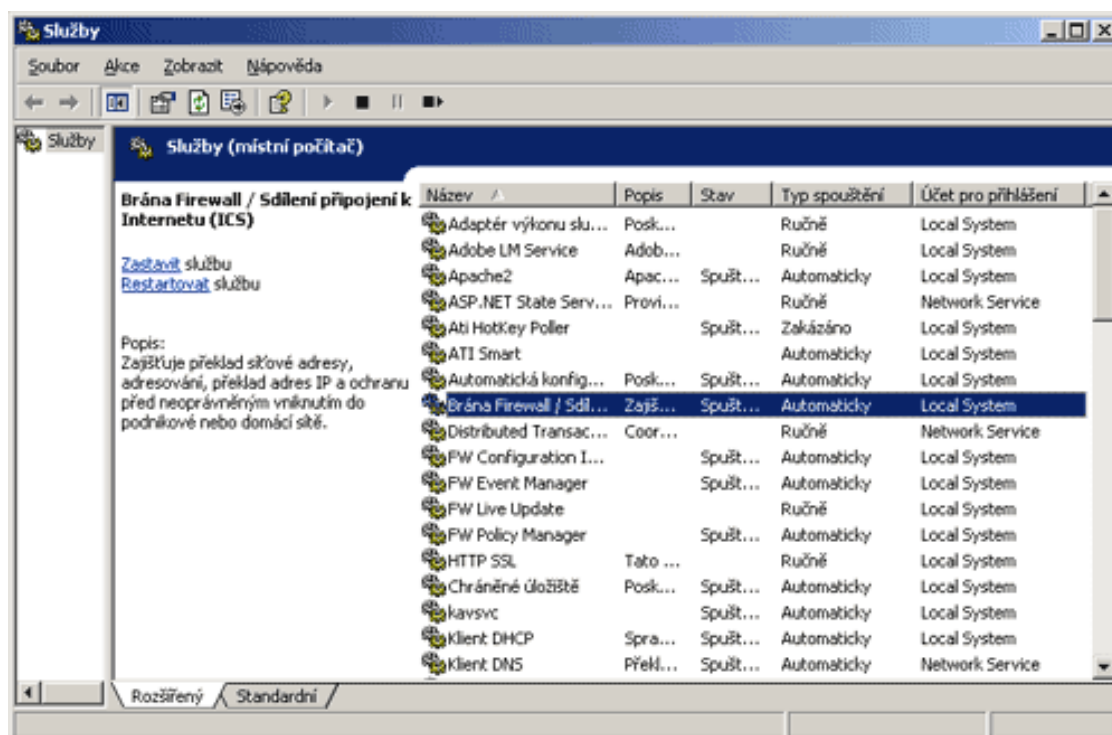 Služby
Soubor Akce Zobrazit Nápověda
Služby
Služby (místní počítač)
Brána Firewall / Sdílení připojení k
Internetu (ICS)
Zastavit službu
Restartovat službu
Popis:
Zajišťuje překlad síťové adresy,
adresování, překlad adres IP a ochranu
před neoprávněným vniknutím do
podnikové nebo domácí sítě.
Název Popis Stav Typ spouštění Účet pro přihlášení
Adaptér výkonu slu... Posk... Ručně Local System
Adobe LM Service Adob... Ručně Local System
Apache2 Apac... Spušt... Automaticky Local System
ASP.NET State Serv... Provi... Ručně Network Service
Ati HotKey Poller Spušt... Zakázáno Local System
ATI Smart Automaticky Local System
Automatická konfig... Posk... Spušt... Automaticky Local System
Brána Firewall / Sdíl... Zajiš... Spušt... Automaticky Local System
Distributed Transac... Coor... Ručně Network Service
FW Configuration I... Spušt... Automaticky Local System
FW Event Manager Spušt... Automaticky Local System
FW Live Update Ručně Local System
FW Policy Manager Spušt... Automaticky Local System
HTTP SSL Tato ... Ručně Local System
Chráněné úložiště Posk... Spušt... Automaticky Local System
kavsvc Spušt... Automaticky Local System
Klient DHCP Spra... Spušt... Automaticky Local System
Klient DNS Překl... Spušt... Automaticky Network Service
Rozšířený Standardní